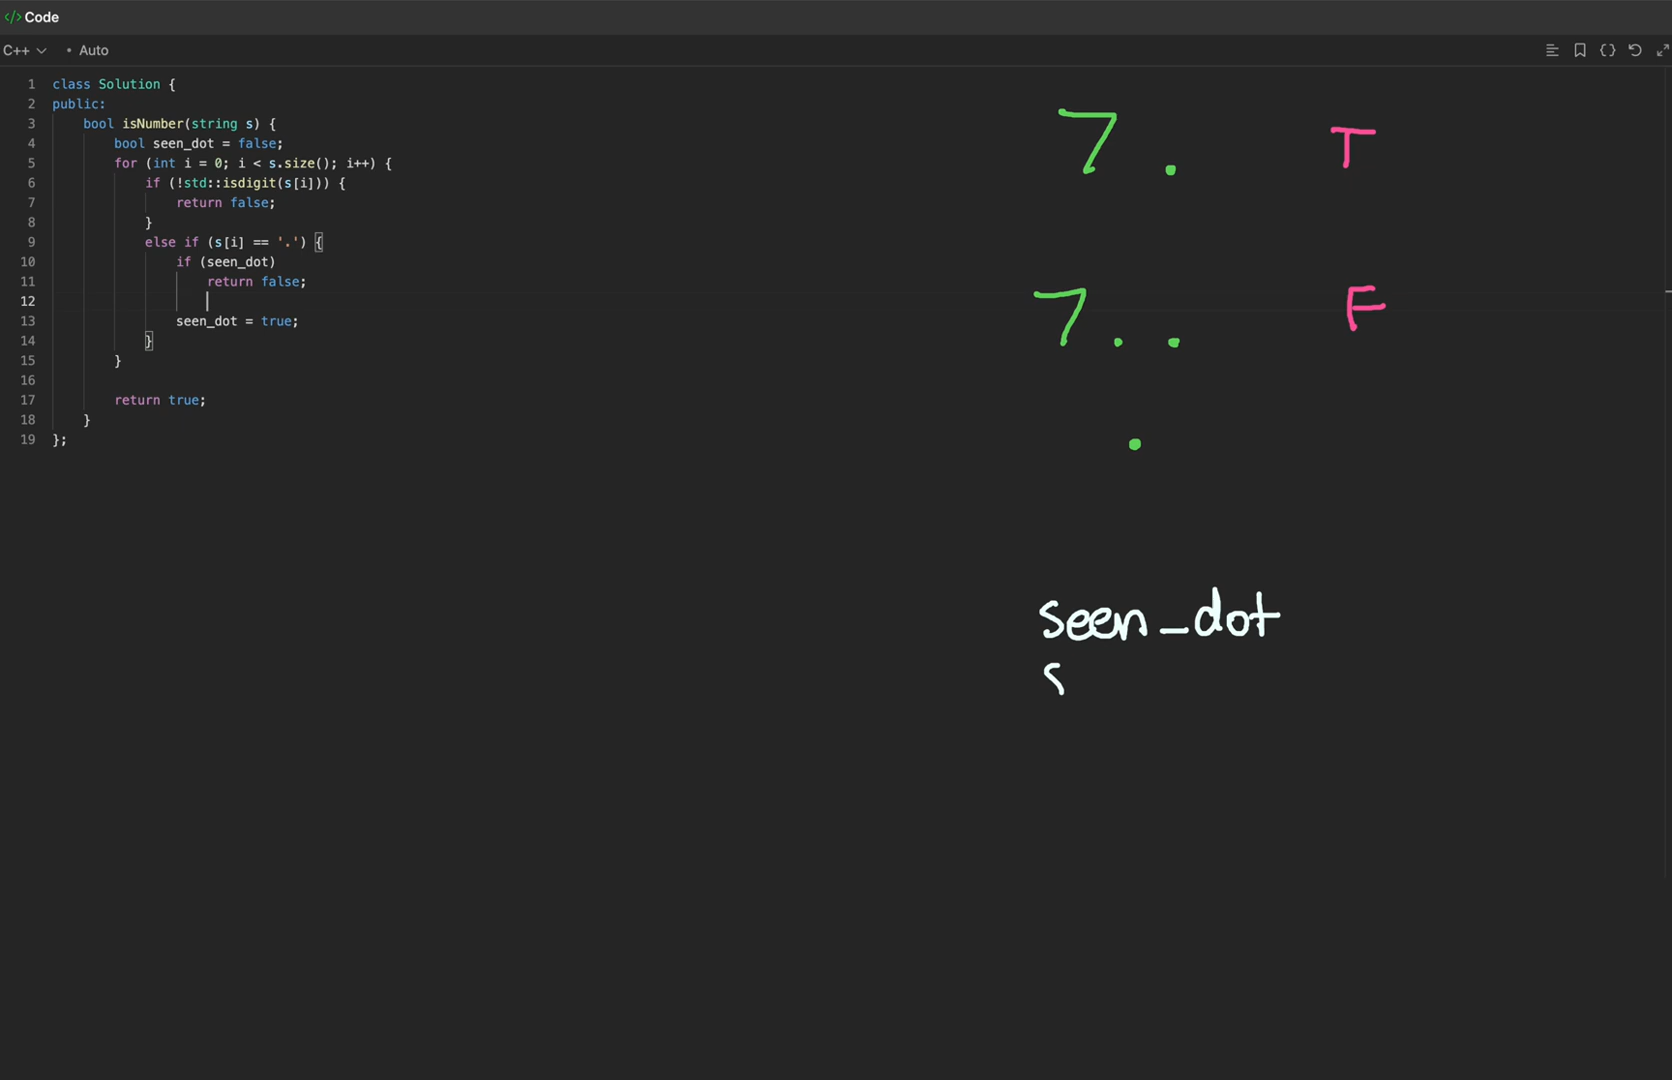 </> Code
C++ • Auto
1 class Solution {
2 public:
3 bool isNumber(string s) {
4 bool seen_dot = false;
5 for (int i = 0; i < s.size(); i++) {
6 if (!std::isdigit(s[i])) {
7 return false;
8 }
9 else if (s[i] == '.') {
10 if (seen_dot)
11 return false;
12
13 seen_dot = true;
14 }
15 }
16
17 return true;
18 }
19 };
7. T
7.. F
.
seen_dot
s